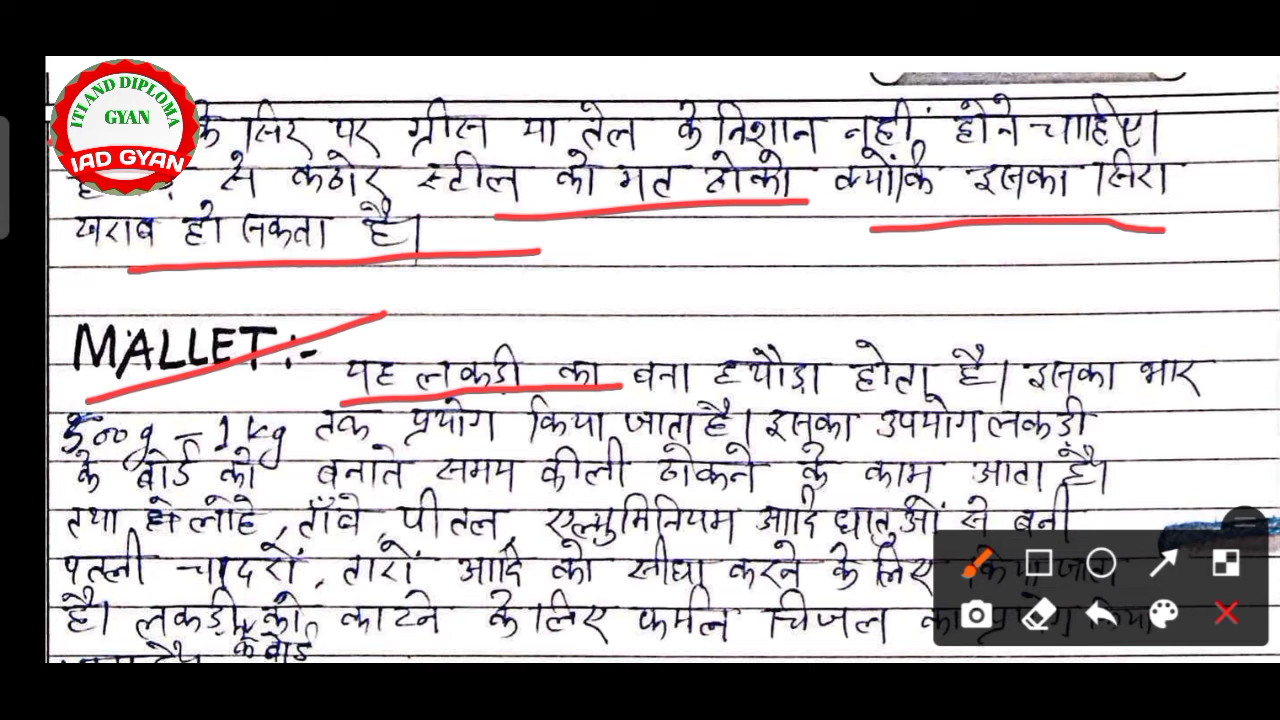 ITI AND DIPLOMA
GYAN
IAD GYAN
के सिर पर ग्रीस या तेल के निशान नहीं होने चाहिए।
से कठोर स्टील को मत ठोको क्योंकि इसका सिरा
खराब हो सकता है।
MALLET:-
यह लकड़ी का बना हथौड़ा होता है। इसका भार
500g - 1kg तक प्रयोग किया जाता है। इसका उपयोग लकड़ी
के बोर्ड को बनाते समय कीली ठोकने के काम आता है।
तथा लोहे, ताँबे, पीतल, एल्युमिनियम आदि धातुओं से बनी
पतली चादरों, तारों आदि को सीधा करने के लिए किया जाता
है। लकड़ी को काटने के लिए फर्मल चिजल का प्रयोग किया
के बोर्ड